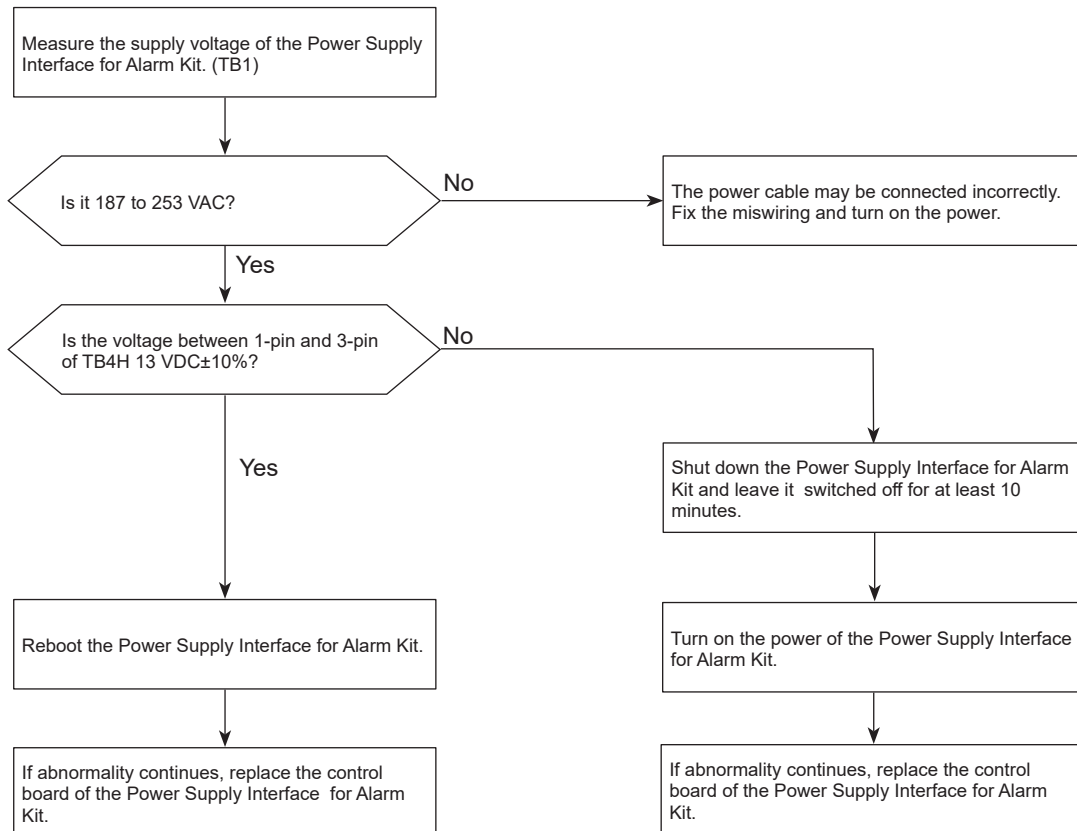 Measure the supply voltage of the Power Supply
Interface for Alarm Kit. (TB1)
Is it 187 to 253 VAC?
No
The power cable may be connected incorrectly.
Fix the miswiring and turn on the power.
Yes
Is the voltage between 1-pin and 3-pin
of TB4H 13 VDC±10%?
No
Yes
Shut down the Power Supply Interface for Alarm
Kit and leave it  switched off for at least 10
minutes.
Reboot the Power Supply Interface for Alarm Kit.
Turn on the power of the Power Supply Interface
for Alarm Kit.
If abnormality continues, replace the control
board of the Power Supply Interface  for Alarm
Kit.
If abnormality continues, replace the control
board of the Power Supply Interface for Alarm
Kit.